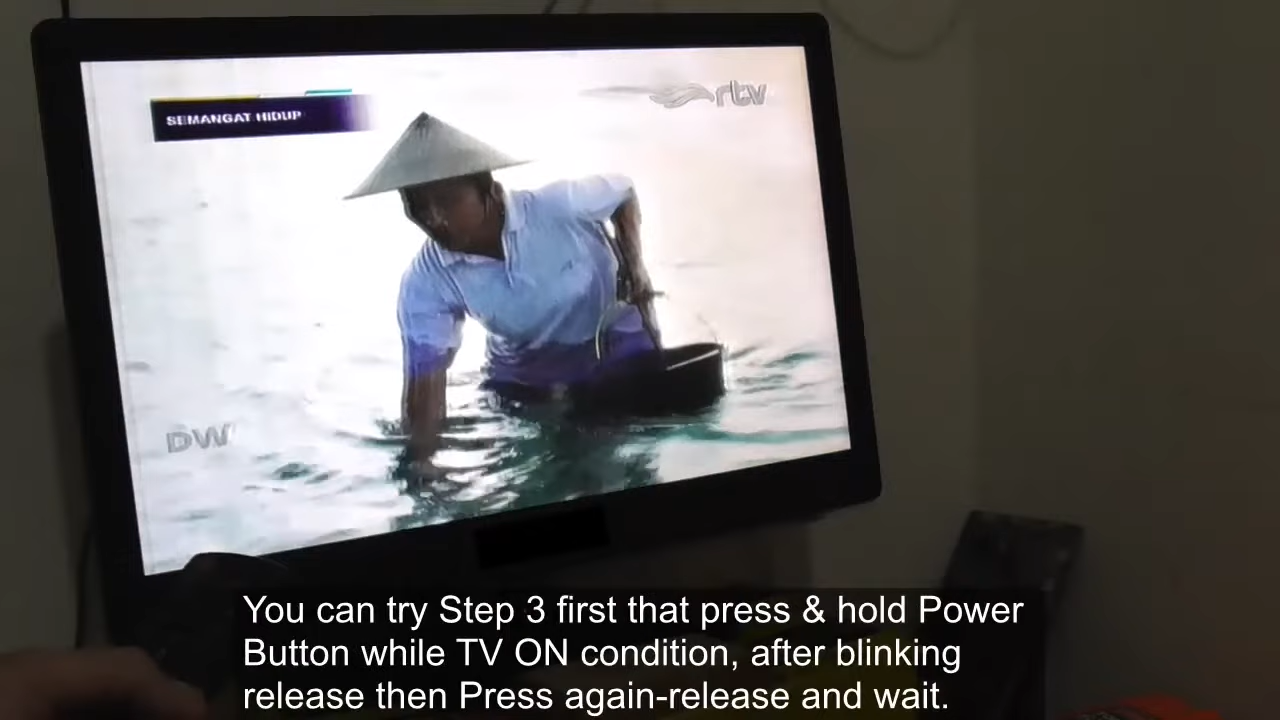 SEMANGAT HIDUP
rtv
DW
You can try Step 3 first that press & hold Power
Button while TV ON condition, after blinking
release then Press again-release and wait.